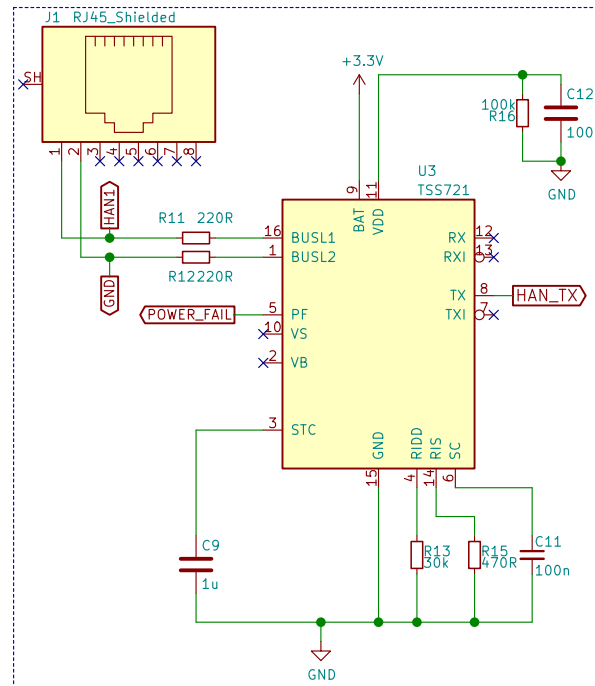 J1 RJ45_Shielded
SH
1 2 3 4 5 6 7 8
+3.3V
100k
R16
C12
100
GND
U3
TSS721
9 11
BAT VDD
HAN1
R11 220R
16 BUSL1
RX 12
R12 220R
1 BUSL2
RXI 13
GND
TX 8 HAN_TX
POWER_FAIL 5 PF
TXI 7
10 VS
2 VB
3 STC
GND RIDD RIS SC
15 4 14 6
C9
1u
R13
30k
R15
470R
C11
100n
GND